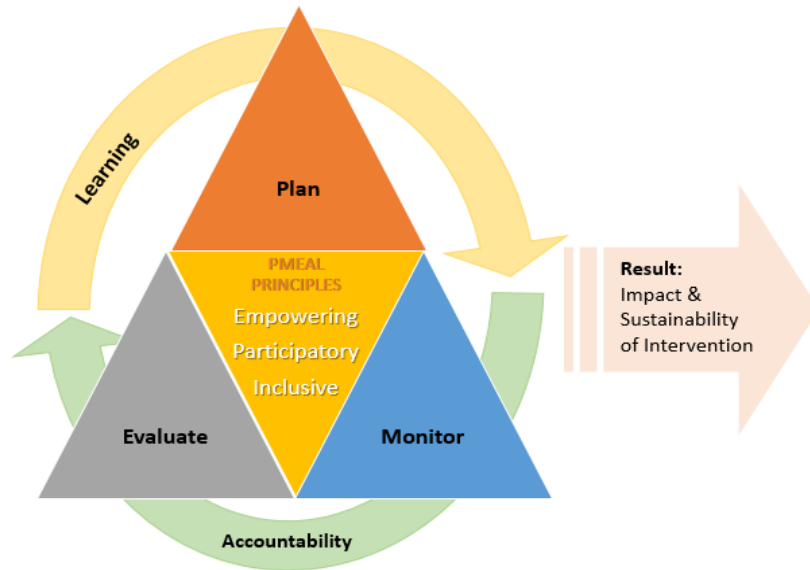 Learning
Plan
PMEAL
PRINCIPLES
Empowering
Participatory
Inclusive
Evaluate
Monitor
Accountability
Result:
Impact &
Sustainability
of Intervention